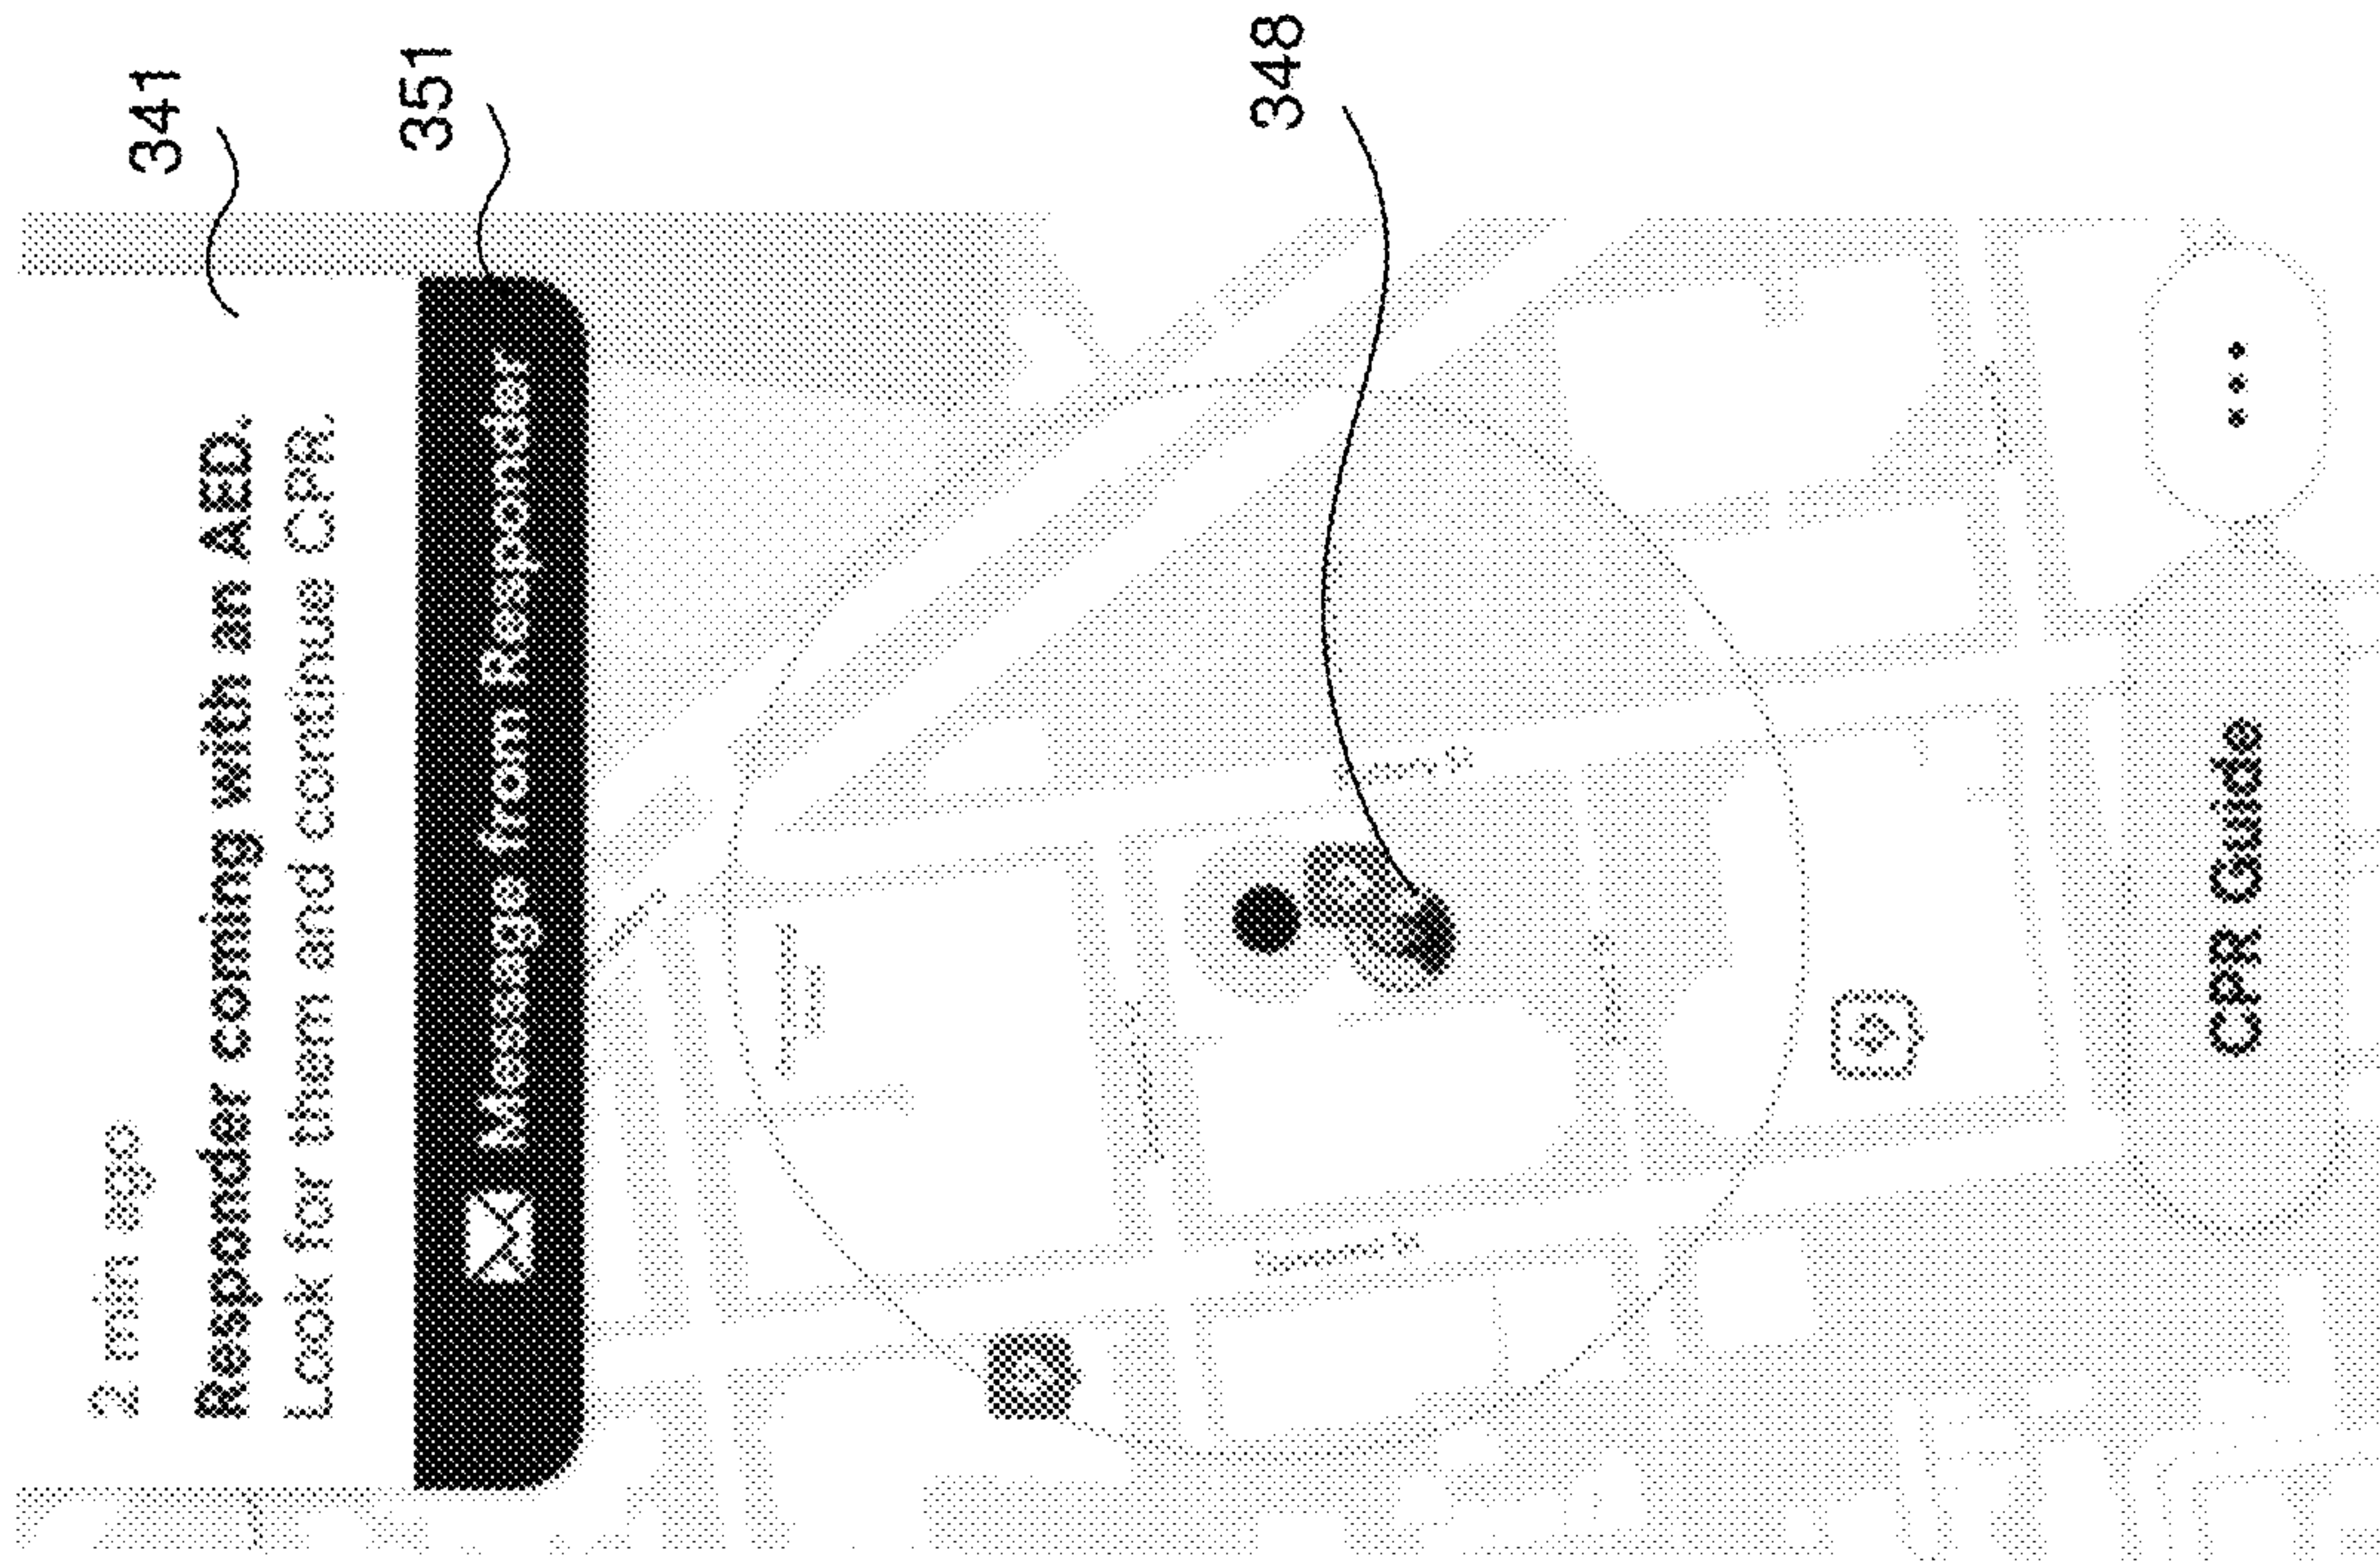 2 min ago
Responder coming with an AED.
Look for them and continue CPR.
Message from Responder
CPR Guide
341
351
348